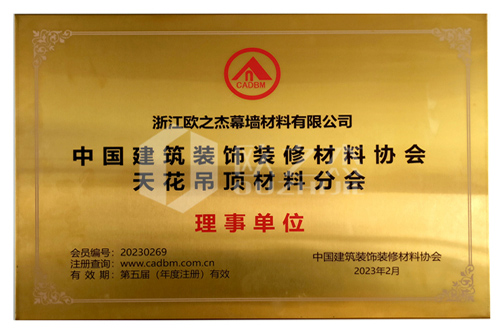 CADBM
浙江欧之杰幕墙材料有限公司
中国建筑装饰装修材料协会
天花吊顶材料分会
理事单位
会员编号：20230269
注册查询：www.cadbm.com.cn
有 效 期：第五届（年度注册）有效
中国建筑装饰装修材料协会
2023年2月